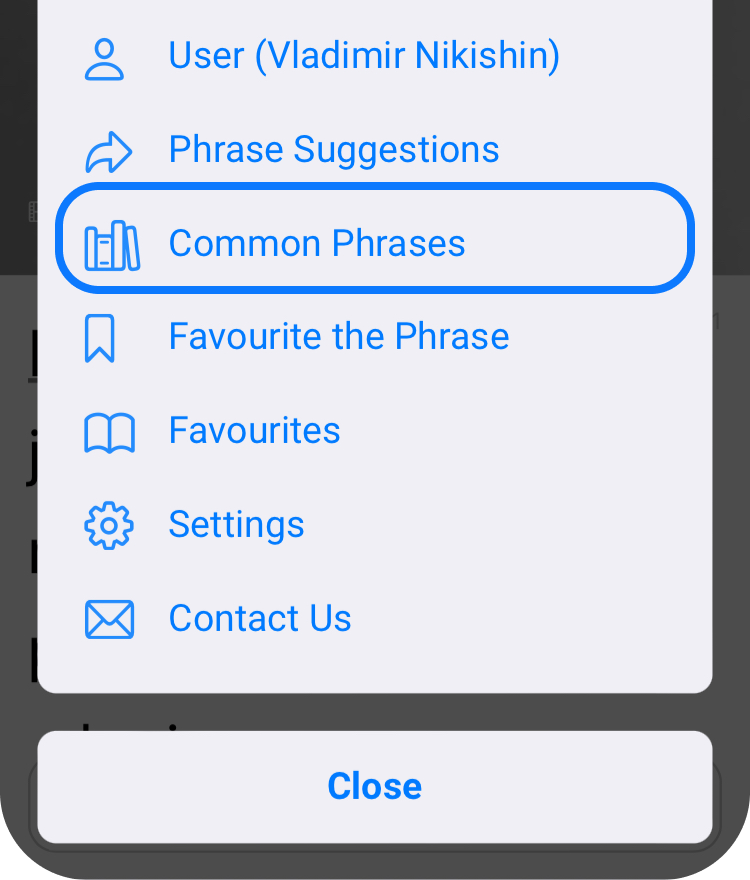 User (Vladimir Nikishin)
Phrase Suggestions
Common Phrases
Favourite the Phrase
Favourites
Settings
Contact Us
Close